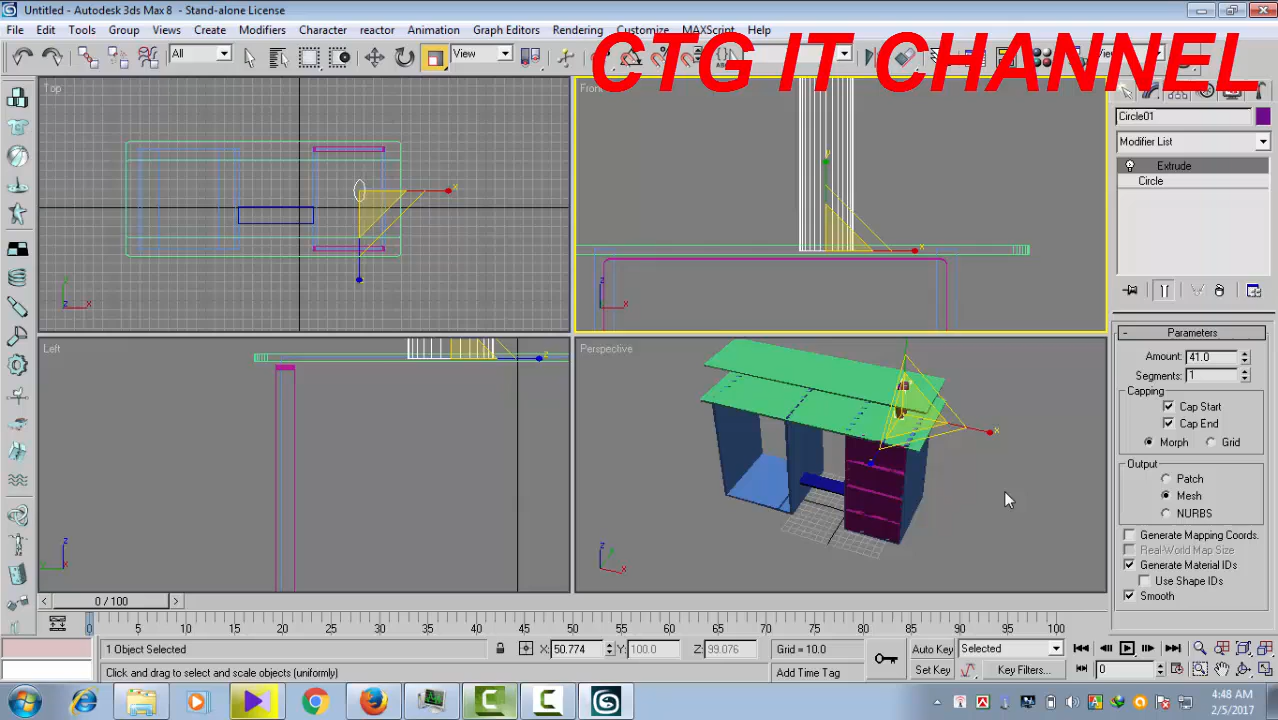 Untitled - Autodesk 3ds Max 8 - Stand-alone License
File Edit Tools Group Views Create Modifiers Character reactor Animation Graph Editors Rendering Customize MAXScript Help
CTG IT CHANNEL
All
View
Top
Front
Circle01
Modifier List
Extrude
Circle
Left
Perspective
Parameters
Amount: 41.0
Segments: 1
Capping
Cap Start
Cap End
Morph Grid
Output
Patch
Mesh
NURBS
Generate Mapping Coords.
Real-World Map Size
Generate Material IDs
Use Shape IDs
Smooth
0 / 100
0 5 10 15 20 25 30 35 40 45 50 55 60 65 70 75 80 85 90 95 100
1 Object Selected
X: 50.774 Y: 100.0 Z: 99.076
Grid = 10.0
Auto Key
Selected
Click and drag to select and scale objects (uniformly)
Add Time Tag
Set Key
Key Filters...
0
4:48 AM
2/5/2017